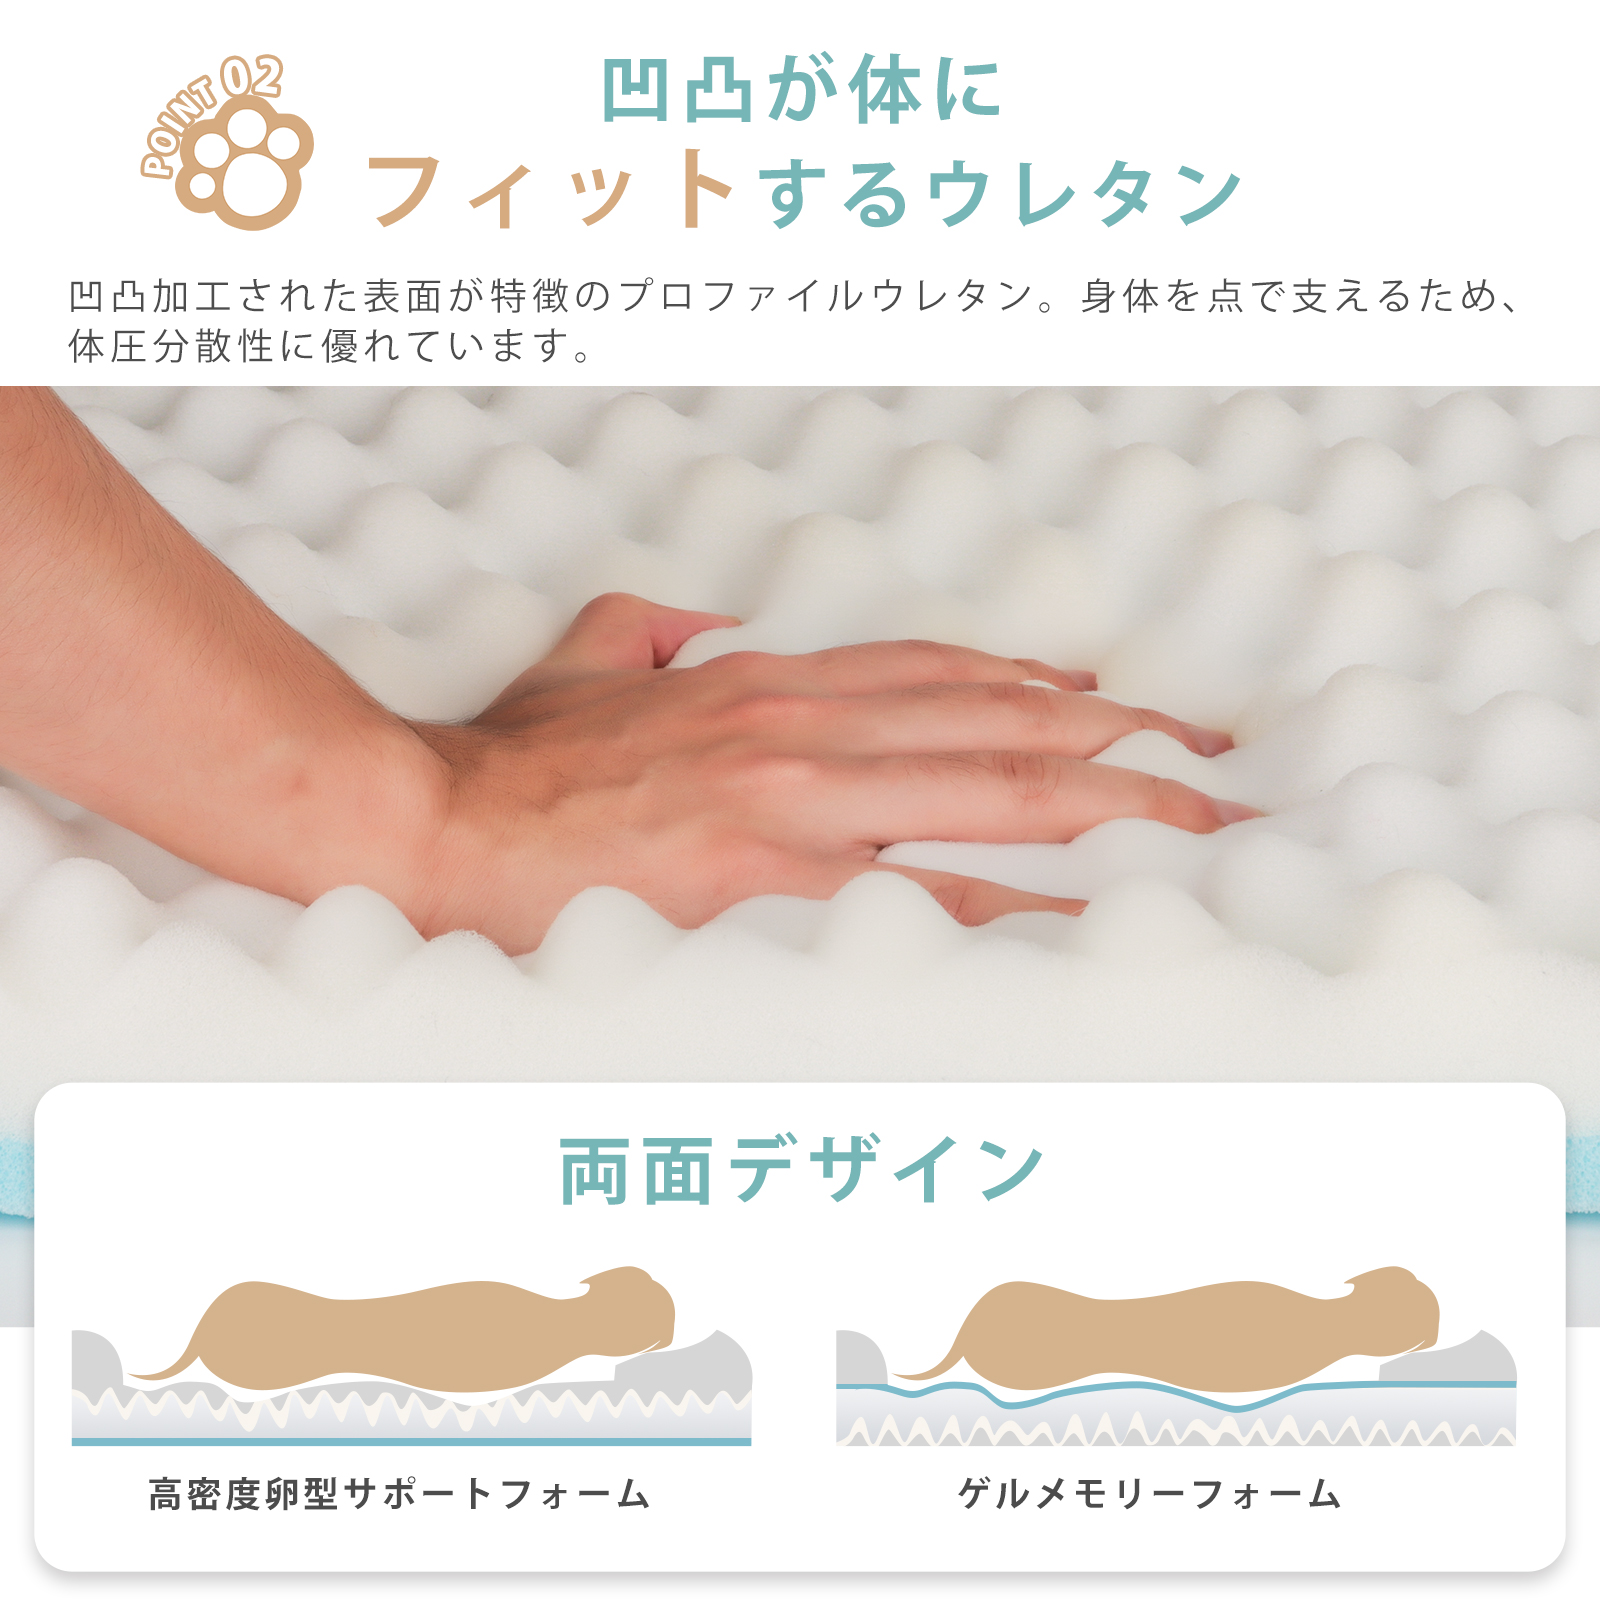 POINT 02
凹凸が体に
フィットするウレタン
凹凸加工された表面が特徴のプロファイルウレタン。身体を点で支えるため、
体圧分散性に優れています。
両面デザイン
高密度卵型サポートフォーム
ゲルメモリーフォーム